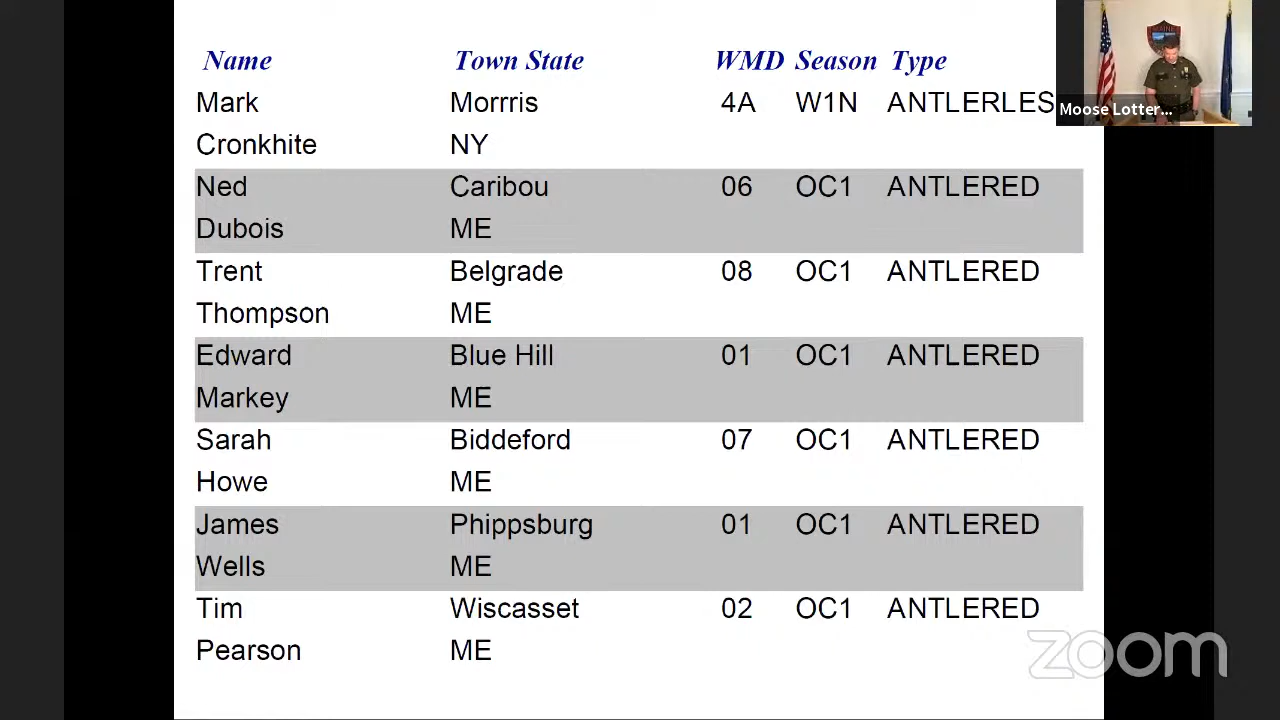 Name Town State WMD Season Type
Mark Morrris 4A W1N ANTLERLES
Cronkhite NY
Ned Caribou 06 OC1 ANTLERED
Dubois ME
Trent Belgrade 08 OC1 ANTLERED
Thompson ME
Edward Blue Hill 01 OC1 ANTLERED
Markey ME
Sarah Biddeford 07 OC1 ANTLERED
Howe ME
James Phippsburg 01 OC1 ANTLERED
Wells ME
Tim Wiscasset 02 OC1 ANTLERED
Pearson ME
MAINE
Moose Lotter...
zoom